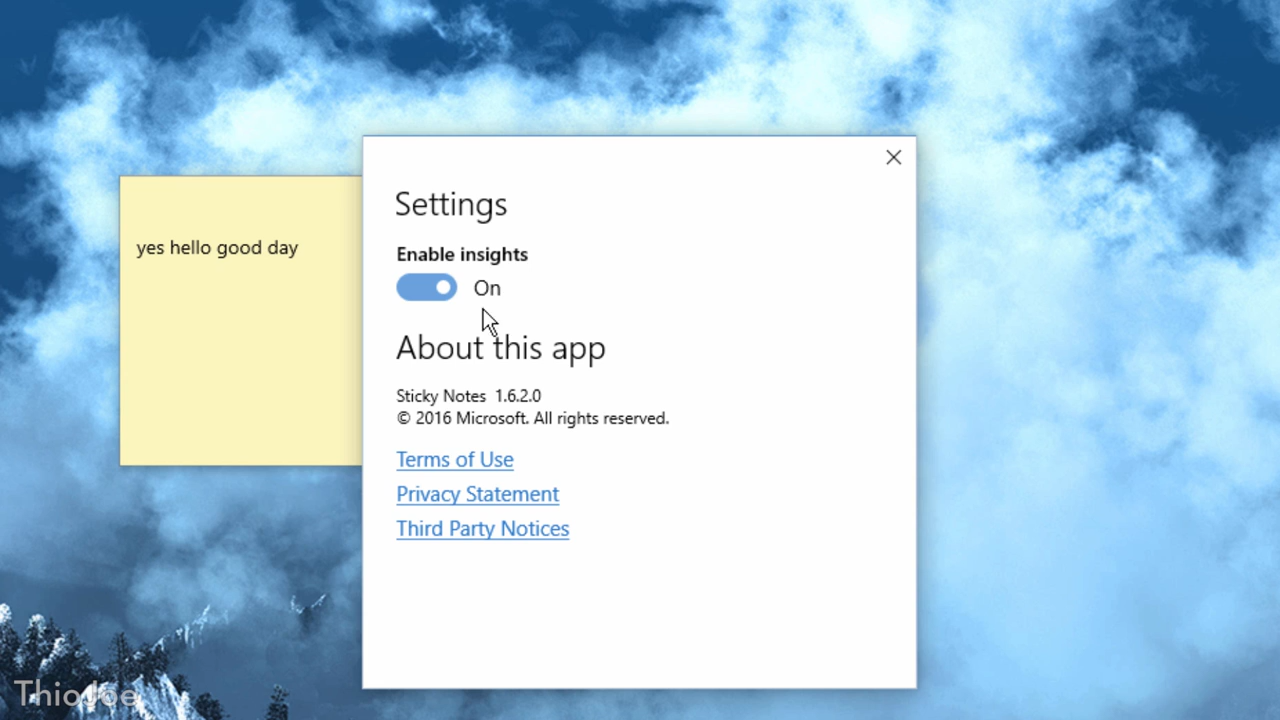 yes hello good day
Settings
Enable insights
On
About this app
Sticky Notes 1.6.2.0
© 2016 Microsoft. All rights reserved.
Terms of Use
Privacy Statement
Third Party Notices
ThioJoe